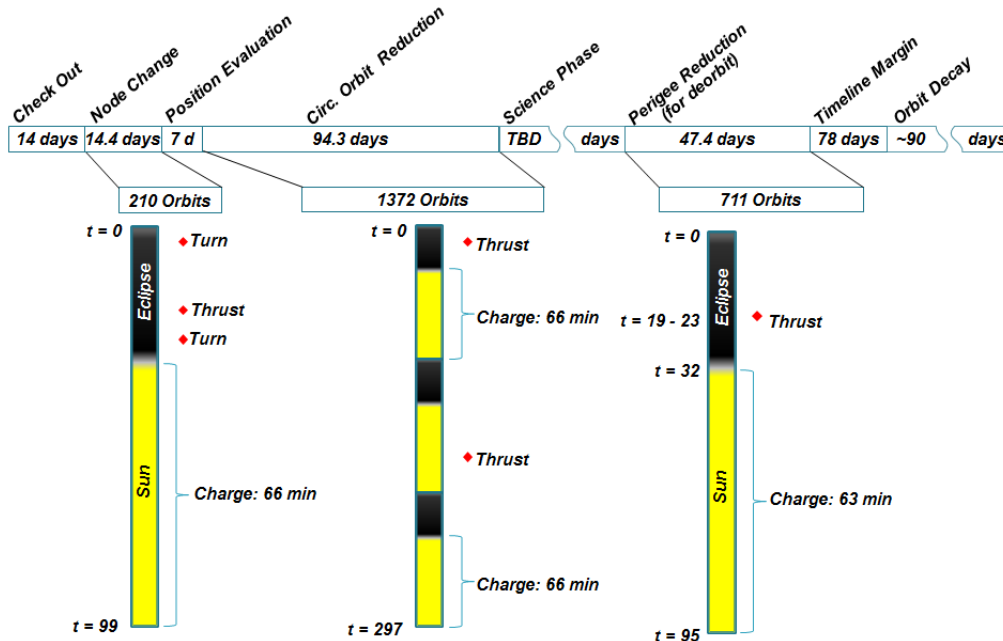 Check Out
Node Change
Position Evaluation
Circ. Orbit Reduction
Science Phase
Perigee Reduction
(for deorbit)
Timeline Margin
Orbit Decay
14 days
14.4 days
7 d
94.3 days
TBD
days
47.4 days
78 days
~90
days
210 Orbits
1372 Orbits
711 Orbits
t = 0
Turn
Eclipse
Thrust
Turn
Sun
Charge: 66 min
t = 99
t = 0
Thrust
Charge: 66 min
Thrust
Charge: 66 min
t = 297
t = 0
Eclipse
t = 19 - 23
Thrust
t = 32
Sun
Charge: 63 min
t = 95